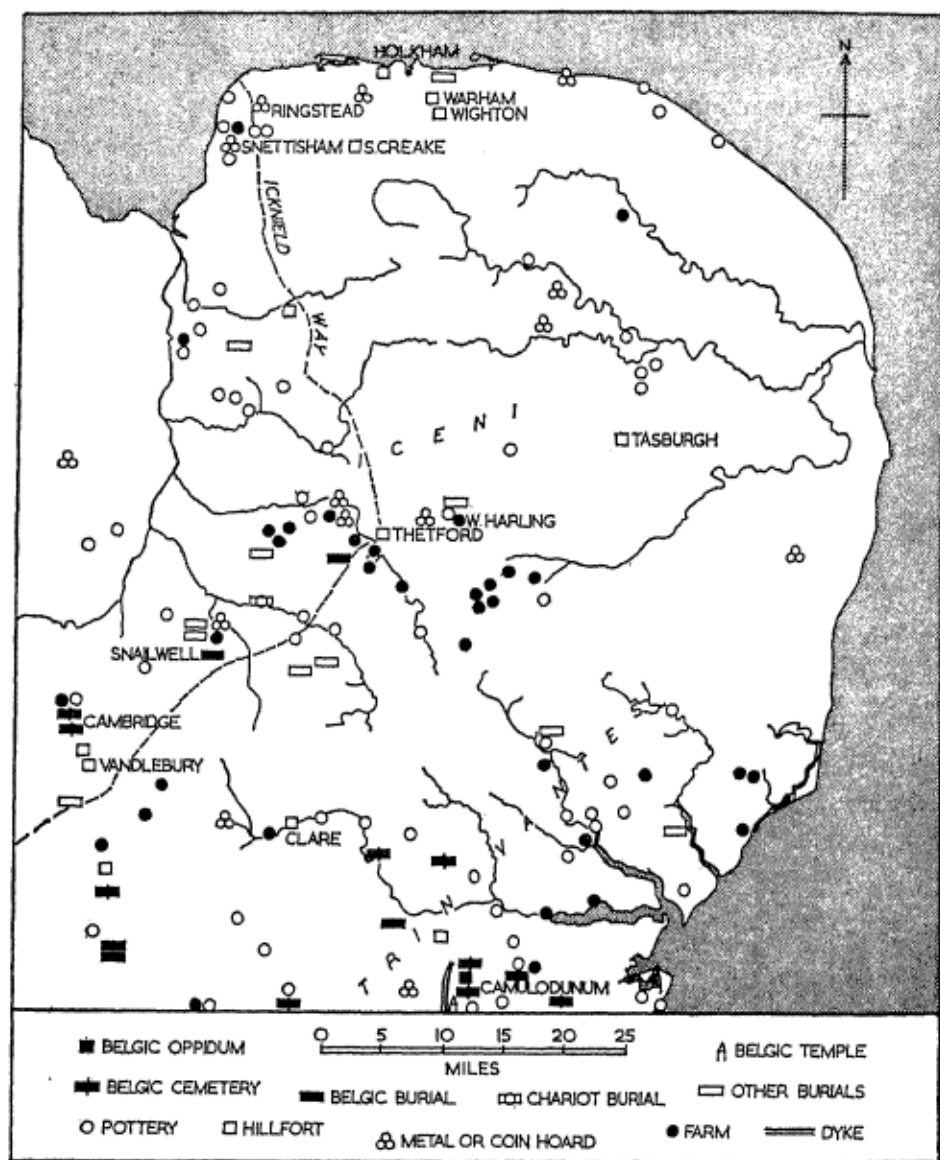 HOLKHAM
N
RINGSTEAD
WARHAM
WIGHTON
SNETTISHAM
S.CREAKE
ICKNIELD WAY
ICENI
TASBURGH
W.HARLING
THETFORD
SNAILWELL
CAMBRIDGE
VANDLEBURY
CLARE
TRINOVANTE
CAMULODUNUM
BELGIC OPPIDUM
0 5 10 15 20 25
MILES
BELGIC TEMPLE
BELGIC CEMETERY
BELGIC BURIAL
CHARIOT BURIAL
OTHER BURIALS
POTTERY
HILLFORT
METAL OR COIN HOARD
FARM
DYKE